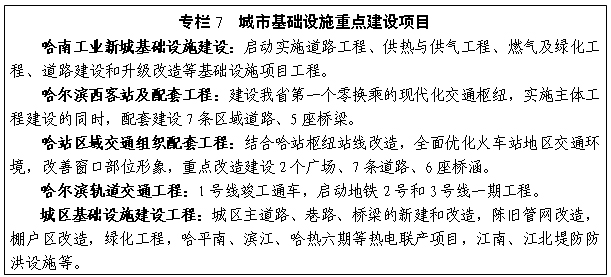 专栏 7 城市基础设施重点建设项目
哈南工业新城基础设施建设：启动实施道路工程、供热与供气工程、燃气及绿化工
程、道路建设和升级改造等基础设施项目工程。
哈尔滨西客站及配套工程：建设我省第一个零换乘的现代化交通枢纽，实施主体工
程建设的同时，配套建设 7 条区域道路、5 座桥梁。
哈站区域交通组织配套工程：结合哈站枢纽站线改造，全面优化火车站地区交通环
境，改善窗口部位形象，重点改造建设 2 个广场、7 条道路、6 座桥涵。
哈尔滨轨道交通工程：1 号线竣工通车，启动地铁 2 号和 3 号线一期工程。
城区基础设施建设工程：城区主道路、巷路、桥梁的新建和改造，陈旧管网改造，
棚户区改造，绿化工程，哈平南、滨江、哈热六期等热电联产项目，江南、江北堤防防
洪设施等。